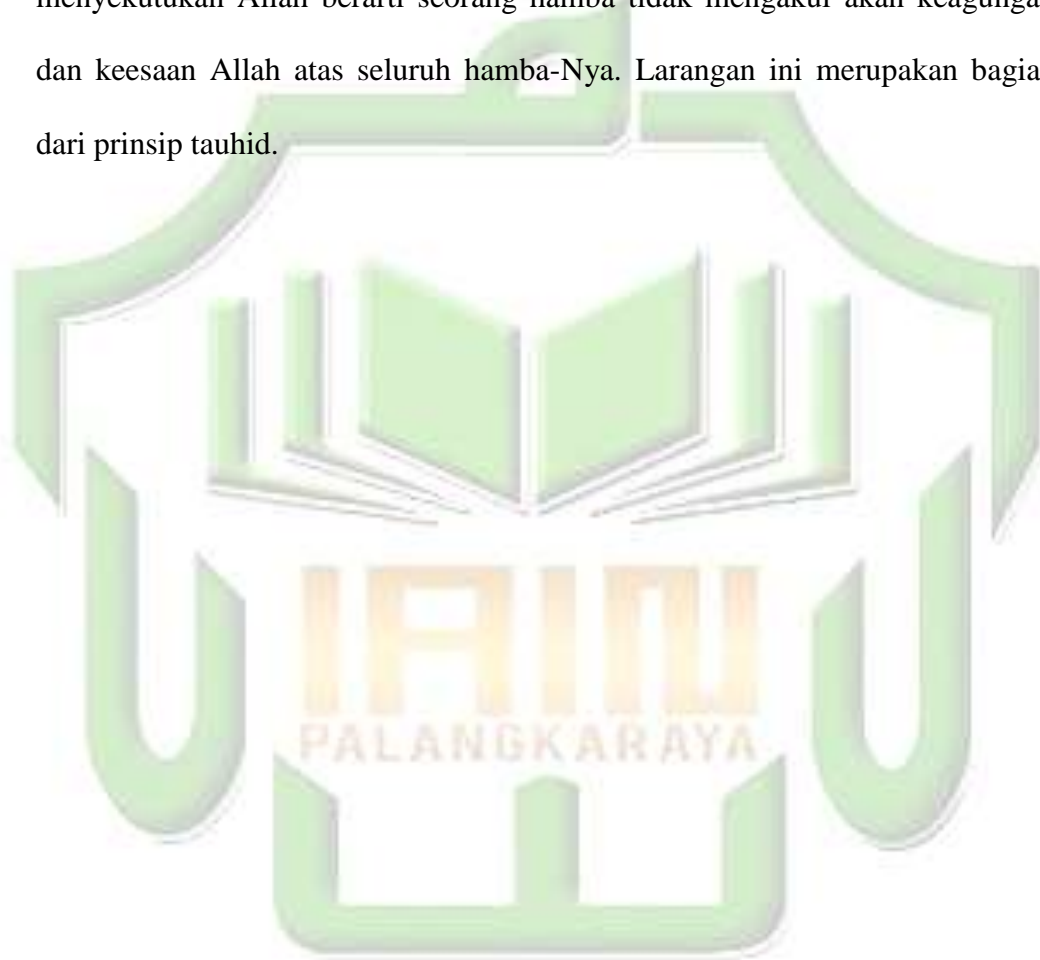 menyekutukan Allah berarti seorang hamba tidak mengakui akan keagunga
dan keesaan Allah atas seluruh hamba-Nya. Larangan ini merupakan bagia
dari prinsip tauhid.
IAIN
PALANGKARAYA